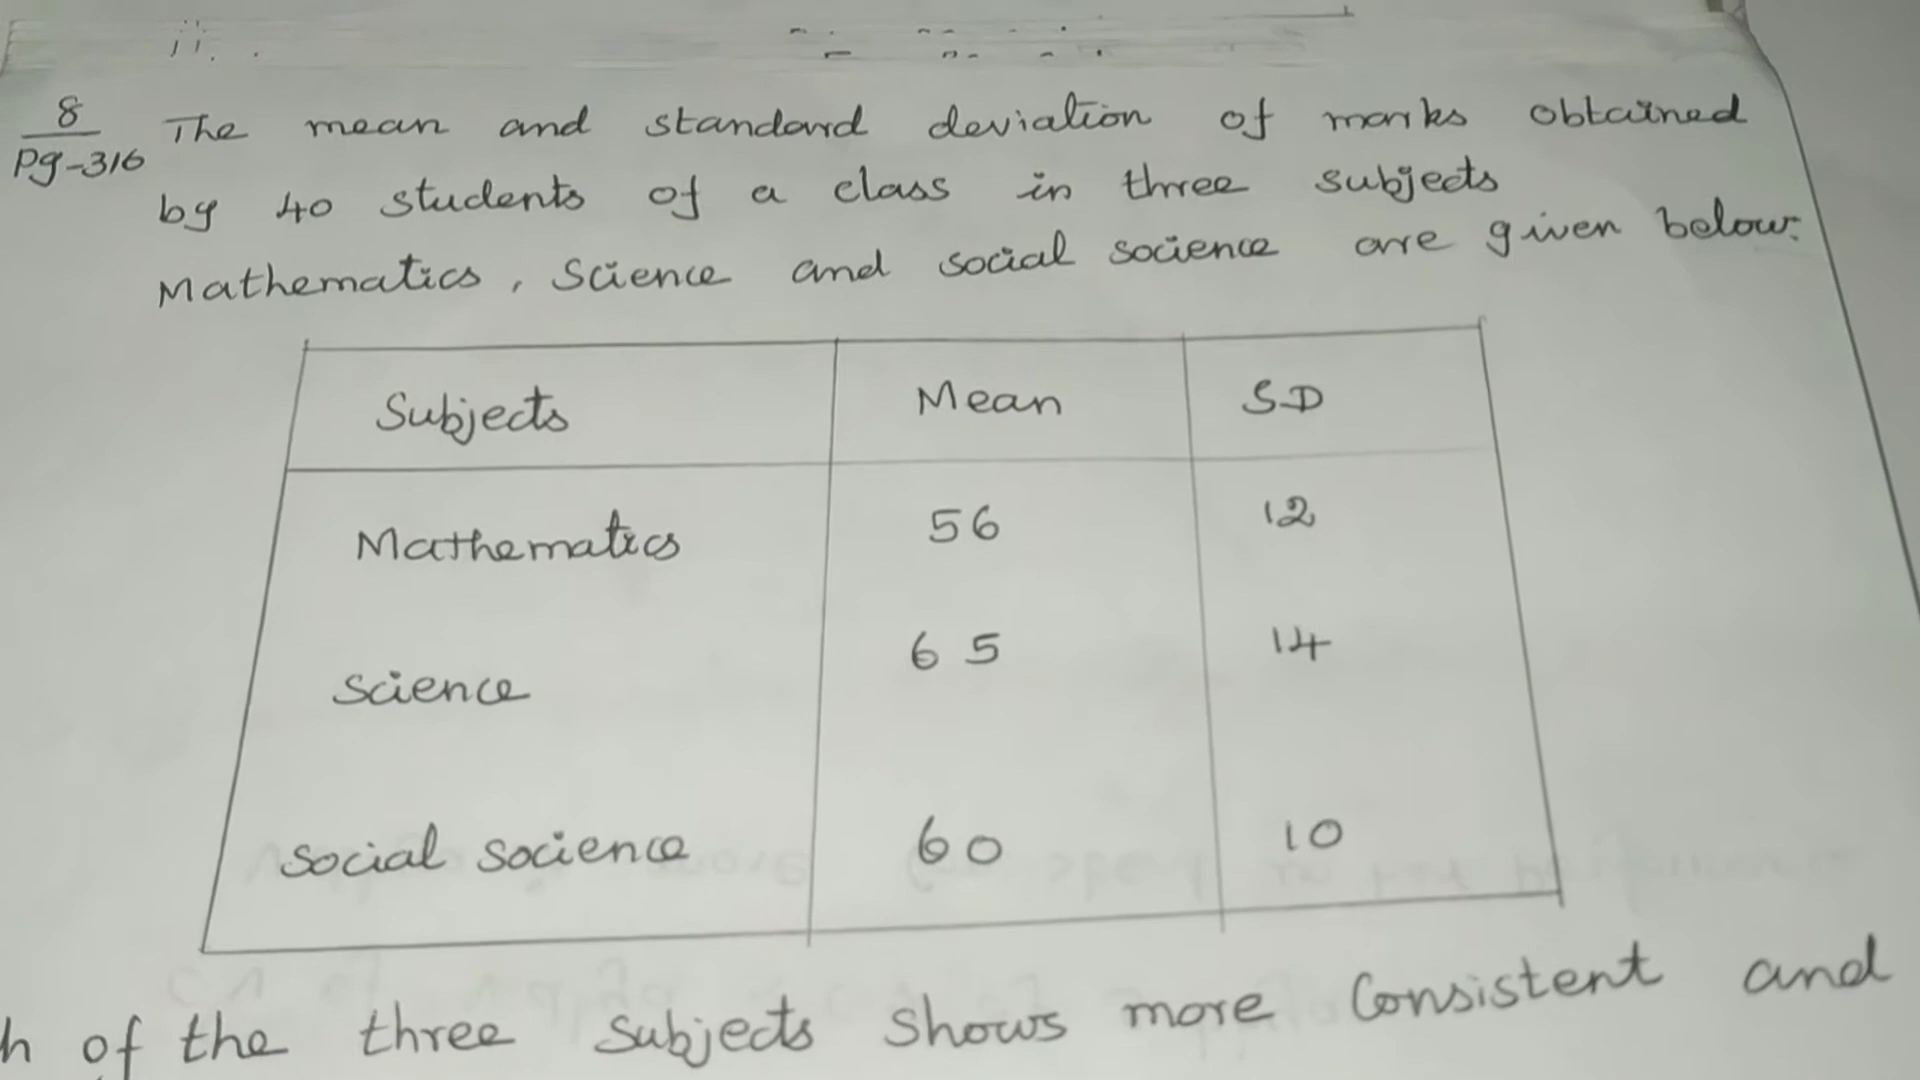 8
Pg-316
The mean and standard deviation of marks obtained
by 40 students of a class in three subjects
Mathematics, Science and social socience are given below:
Subjects Mean S.D
Mathematics 56 12
Science 65 14
social socience 60 10
h of the three subjects shows more Consistent and